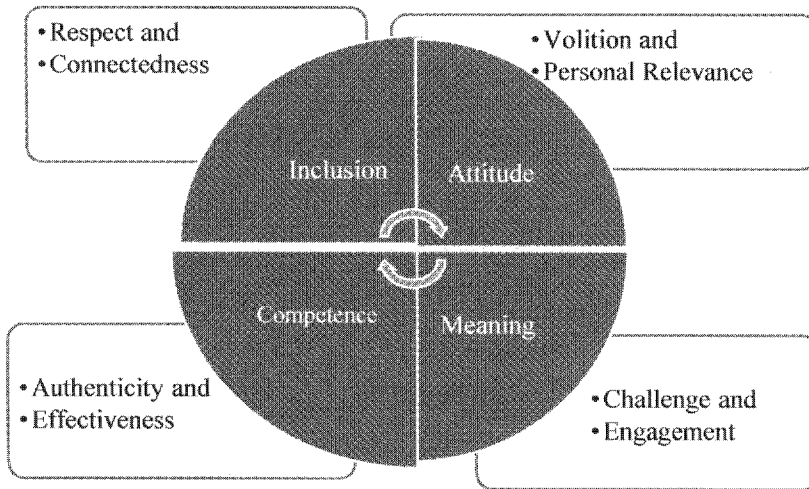 • Respect and
• Connectedness
• Volition and
• Personal Relevance
Inclusion
Attitude
Competence
Meaning
• Authenticity and
• Effectiveness
• Challenge and
• Engagement